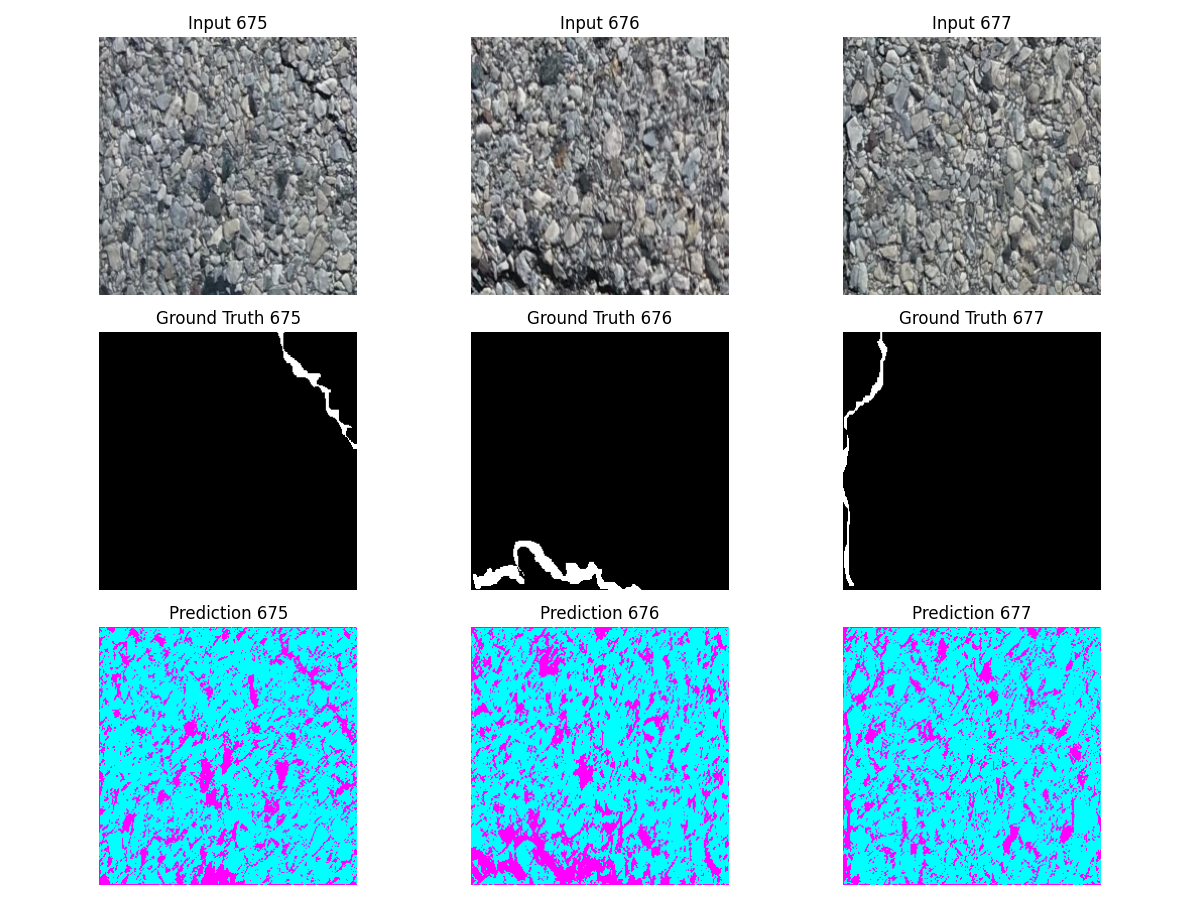 Input 675
Input 676
Input 677
Ground Truth 675
Ground Truth 676
Ground Truth 677
Prediction 675
Prediction 676
Prediction 677